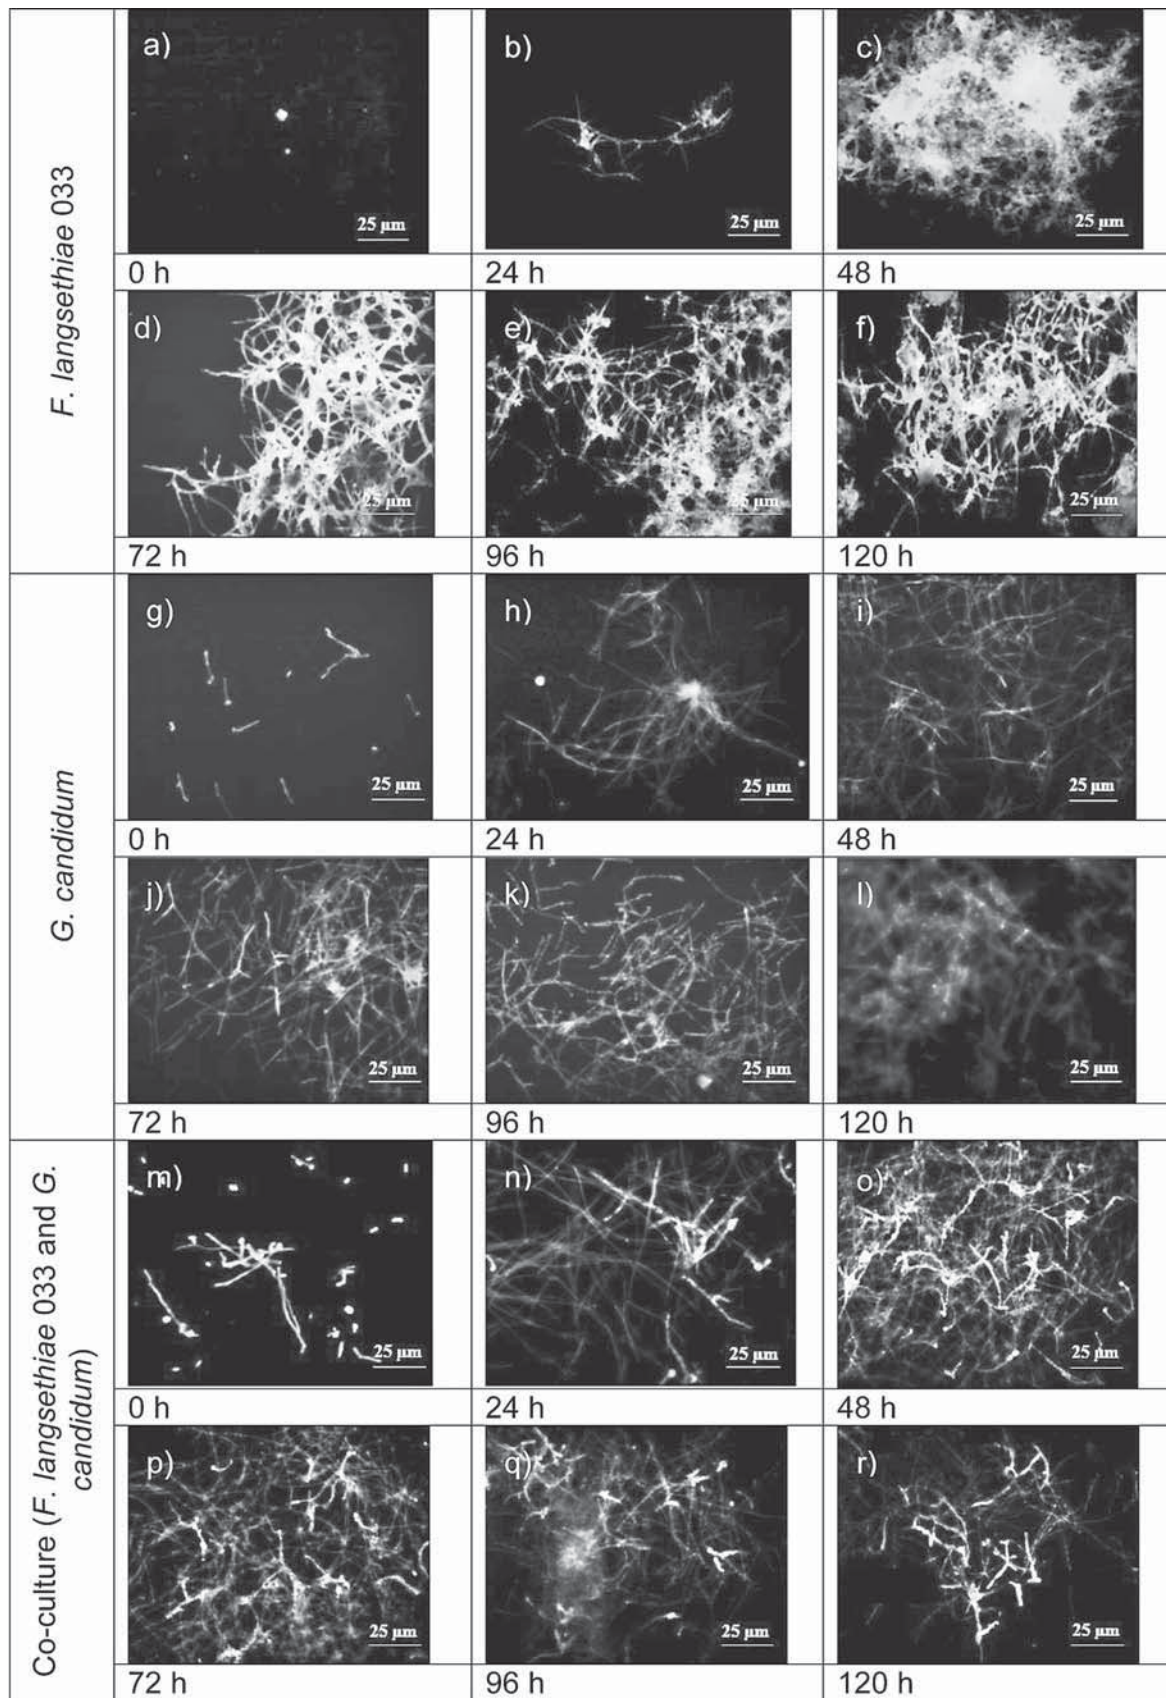 F. langsethiae 033
a)
25 µm
b)
25 µm
c)
25 µm
0 h
24 h
48 h
d)
25 µm
e)
25 µm
f)
25 µm
72 h
96 h
120 h
G. candidum
g)
25 µm
h)
25 µm
i)
25 µm
0 h
24 h
48 h
j)
25 µm
k)
25 µm
l)
25 µm
72 h
96 h
120 h
Co-culture (F. langsethiae 033 and G.
candidum)
m)
25 µm
n)
25 µm
o)
25 µm
0 h
24 h
48 h
p)
25 µm
q)
25 µm
r)
25 µm
72 h
96 h
120 h